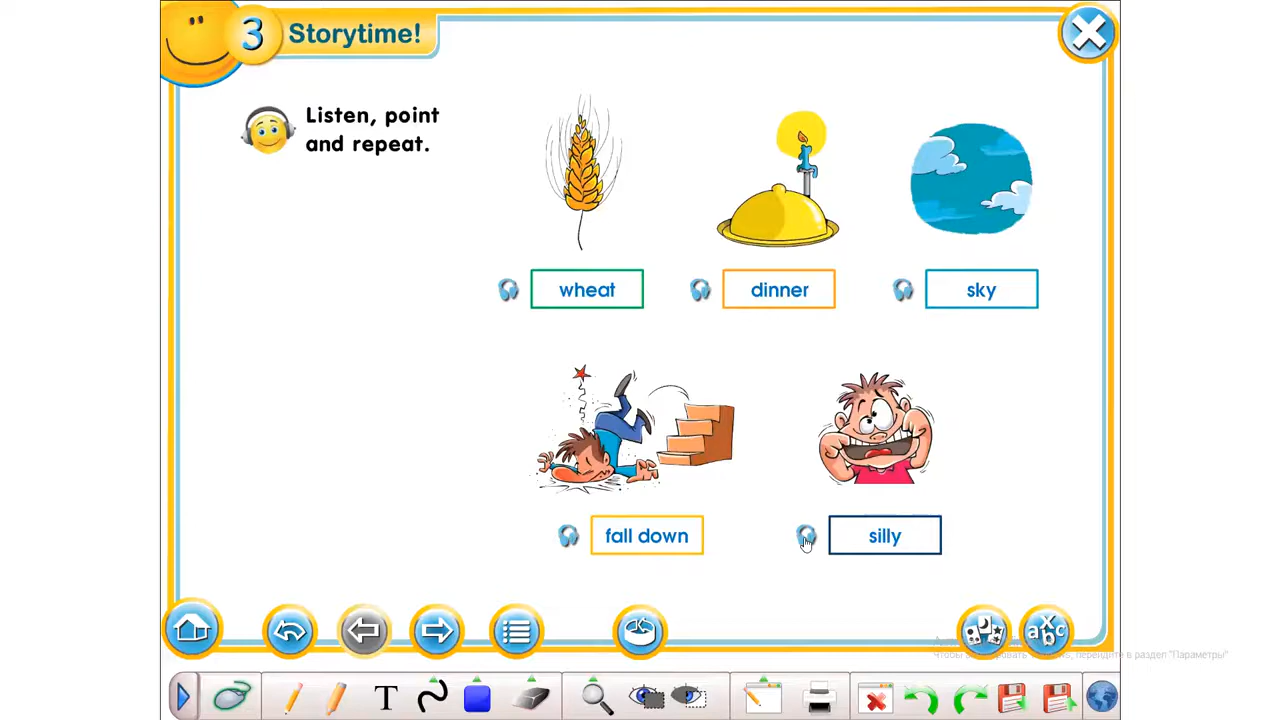 3 Storytime!
Listen, point
and repeat.
wheat
dinner
sky
fall down
silly
T